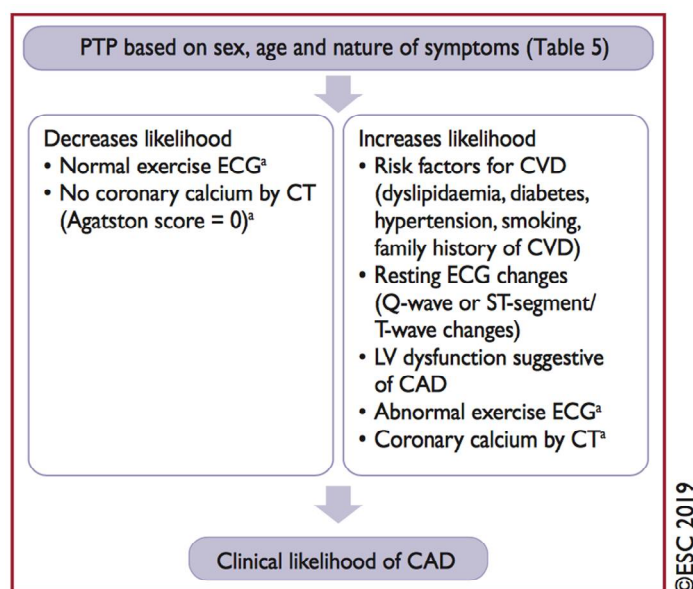 PTP based on sex, age and nature of symptoms (Table 5)
Decreases likelihood
• Normal exercise ECGᵃ
• No coronary calcium by CT
(Agatston score = 0)ᵃ
Increases likelihood
• Risk factors for CVD
(dyslipidaemia, diabetes,
hypertension, smoking,
family history of CVD)
• Resting ECG changes
(Q-wave or ST-segment/
T-wave changes)
• LV dysfunction suggestive
of CAD
• Abnormal exercise ECGᵃ
• Coronary calcium by CTᵃ
Clinical likelihood of CAD
©ESC 2019